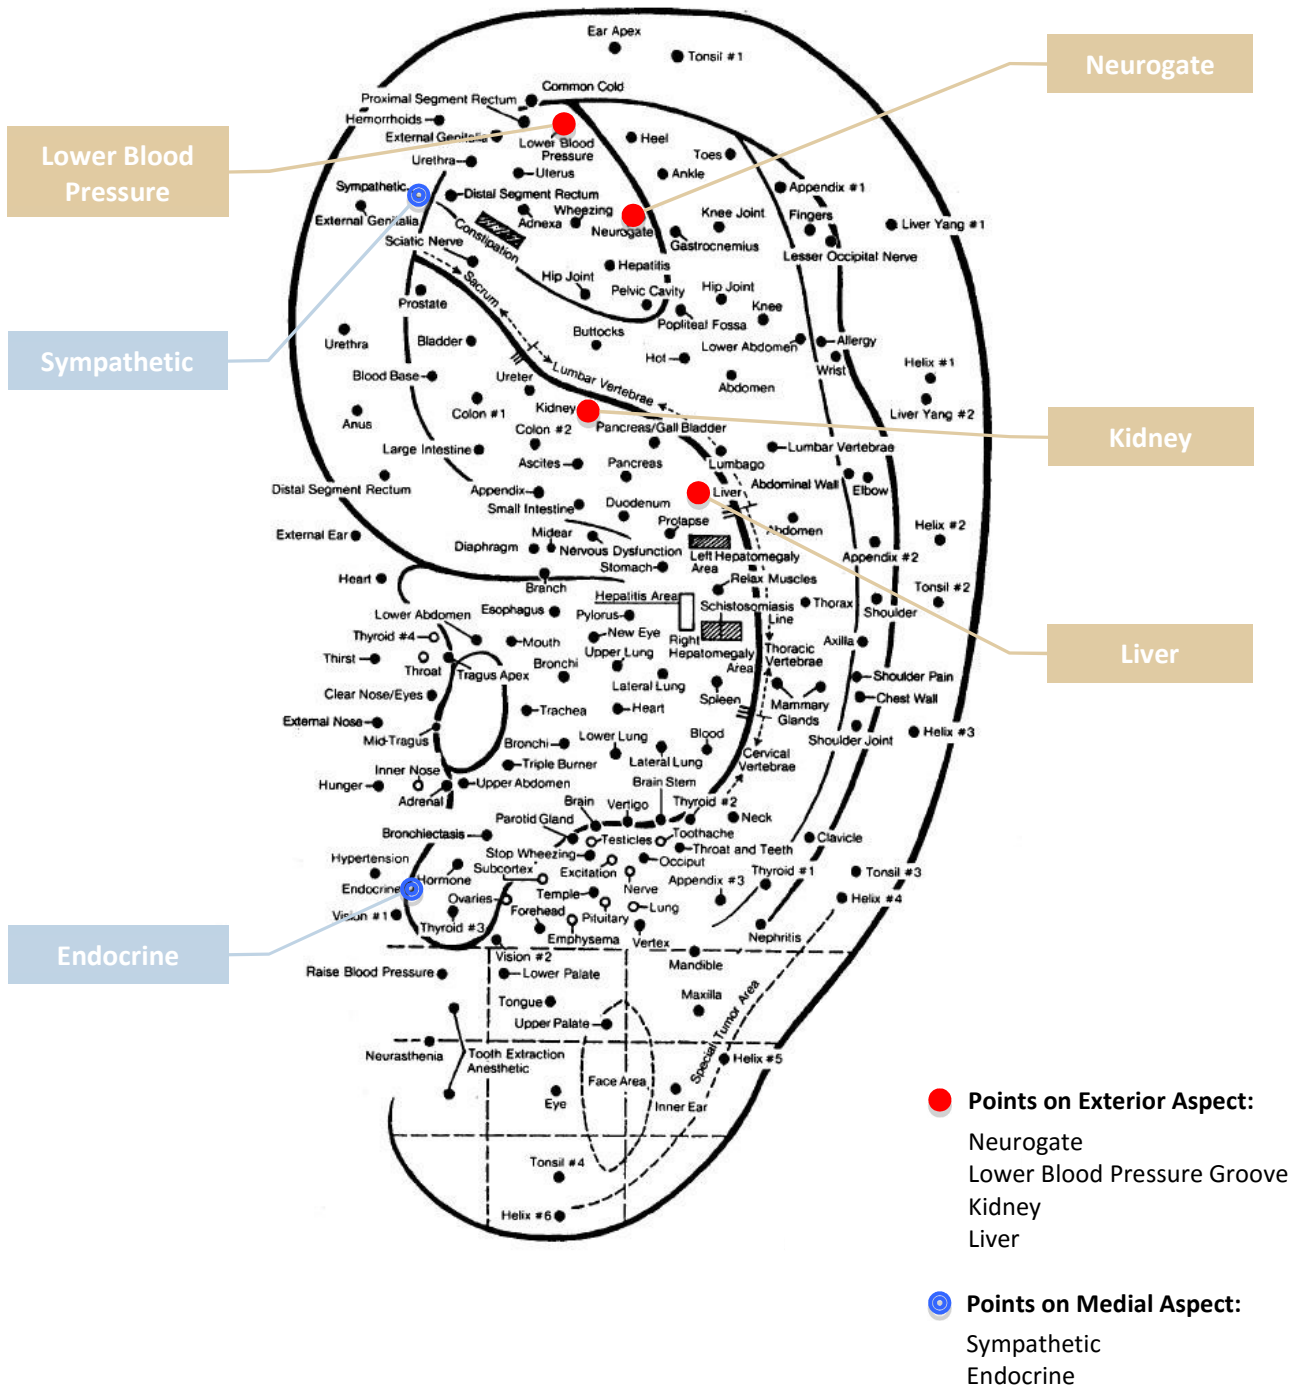 Ear Apex
Tonsil #1
Neurogate
Common Cold
Proximal Segment Rectum
Hemorrhoids
External Genitalia
Lower Blood
Pressure
Heel
Lower Blood
Pressure
Toes
Urethra
Uterus
Ankle
Sympathetic
Distal Segment Rectum
Appendix #1
External Genitalia
Adnexa
Wheezing
Neurogate
Knee Joint
Fingers
Liver Yang #1
Constipation
Gastrocnemius
Lesser Occipital Nerve
Sciatic Nerve
Sacrum
Hepatitis
Hip Joint
Pelvic Cavity
Hip Joint
Prostate
Knee
Popliteal Fossa
Sympathetic
Urethra
Bladder
Buttocks
Hot
Lower Abdomen
Allergy
Wrist
Helix #1
Blood Base
Ureter
Lumbar Vertebrae
Abdomen
Anus
Colon #1
Kidney
Liver Yang #2
Colon #2
Pancreas/Gall Bladder
Kidney
Large Intestine
Lumbar Vertebrae
Ascites
Pancreas
Lumbago
Distal Segment Rectum
Appendix
Liver
Abdominal Wall
Elbow
Small Intestine
Duodenum
External Ear
Midear
Prolapse
Abdomen
Helix #2
Diaphragm
Nervous Dysfunction
Left Hepatomegaly
Area
Appendix #2
Stomach
Heart
Branch
Relax Muscles
Tonsil #2
Hepatitis Area
Schistosomiasis
Line
Thorax
Shoulder
Lower Abdomen
Esophagus
Pylorus
Thyroid #4
Mouth
New Eye
Right
Hepatomegaly
Area
Axilla
Thirst
Throat
Tragus Apex
Bronchi
Upper Lung
Thoracic
Vertebrae
Liver
Shoulder Pain
Clear Nose/Eyes
Lateral Lung
Spleen
Chest Wall
Mammary
Glands
External Nose
Trachea
Heart
Mid-Tragus
Blood
Shoulder Joint
Helix #3
Bronchi
Lower Lung
Lateral Lung
Cervical
Vertebrae
Inner Nose
Triple Burner
Hunger
Upper Abdomen
Brain Stem
Adrenal
Brain
Vertigo
Thyroid #2
Parotid Gland
Neck
Bronchiectasis
Testicles
Toothache
Clavicle
Hypertension
Stop Wheezing
Throat and Teeth
Hormone
Subcortex
Excitation
Occiput
Thyroid #1
Tonsil #3
Endocrine
Nerve
Appendix #3
Ovaries
Temple
Helix #4
Vision #1
Forehead
Pituitary
Lung
Thyroid #3
Emphysema
Vertex
Nephritis
Endocrine
Vision #2
Mandible
Raise Blood Pressure
Lower Palate
Tongue
Maxilla
Upper Palate
Special Tumor Area
Neurasthenia
Tooth Extraction
Anesthetic
Helix #5
Face Area
Eye
Inner Ear
Tonsil #4
Helix #6
Points on Exterior Aspect:
Neurogate
Lower Blood Pressure Groove
Kidney
Liver
Points on Medial Aspect:
Sympathetic
Endocrine